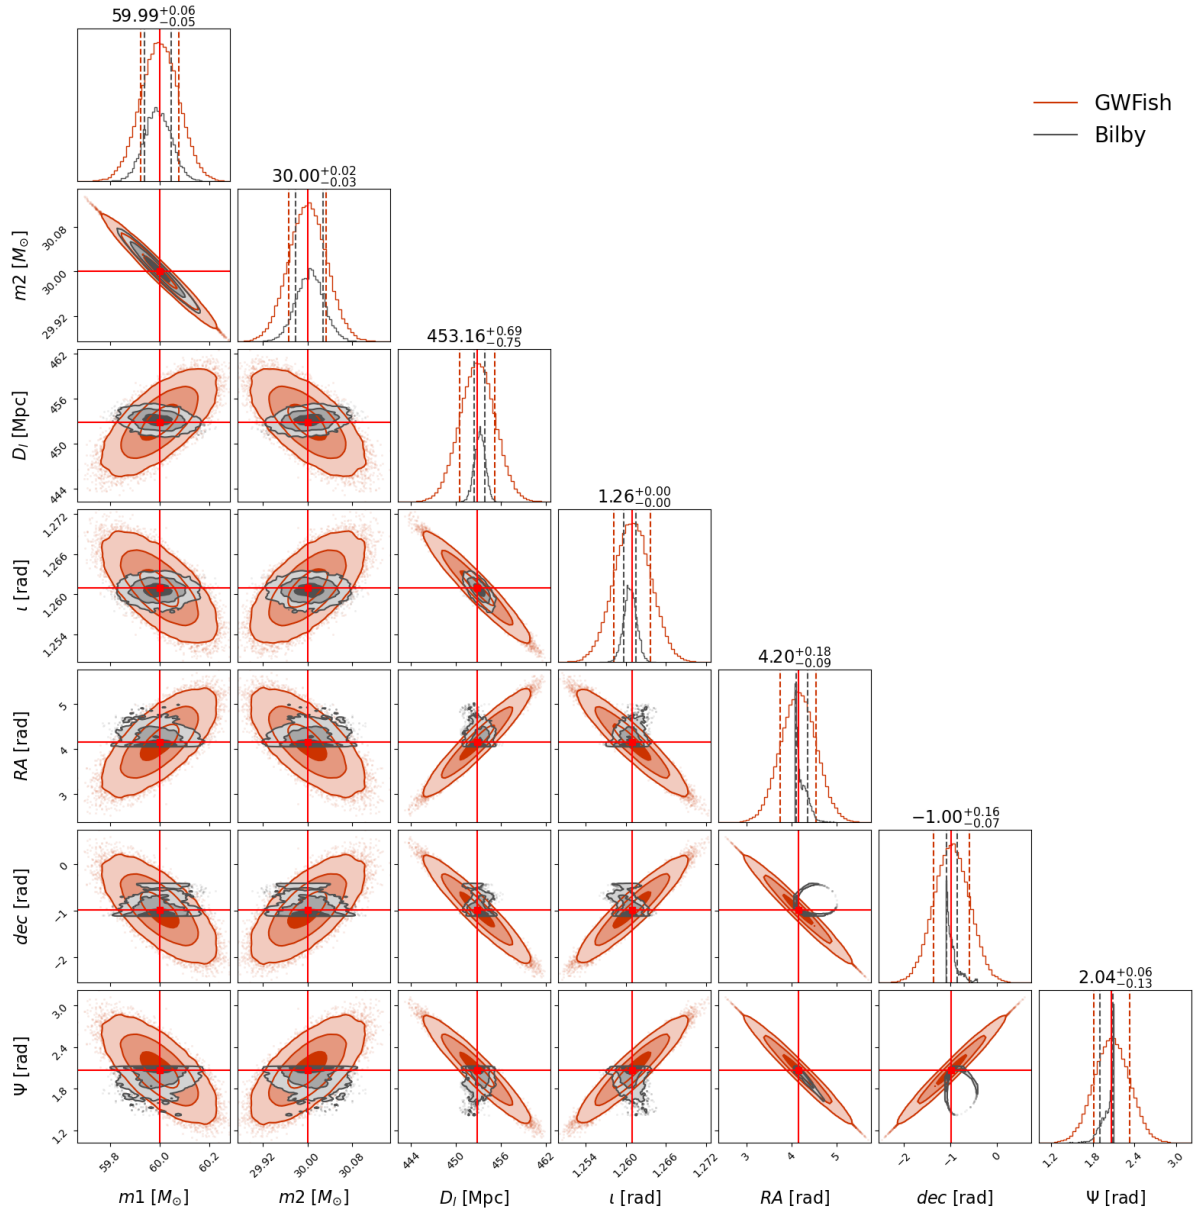 59.99+0.06−0.05
GWFish
Bilby
30.00+0.02−0.03
m2 [M⊙]
30.08
30.00
29.92
453.16+0.69−0.75
Dl [Mpc]
462
456
450
444
1.26+0.00−0.00
ι [rad]
1.272
1.266
1.260
1.254
4.20+0.18−0.09
RA [rad]
5
4
3
−1.00+0.16−0.07
dec [rad]
0
−1
−2
2.04+0.06−0.13
Ψ [rad]
3.0
2.4
1.8
1.2
59.8 60.0 60.2 29.92 30.00 30.08 444 450 456 462 1.254 1.260 1.266 1.272 3 4 5 −2 −1 0 1.2 1.8 2.4 3.0
m1 [M⊙] m2 [M⊙] Dl [Mpc] ι [rad] RA [rad] dec [rad] Ψ [rad]